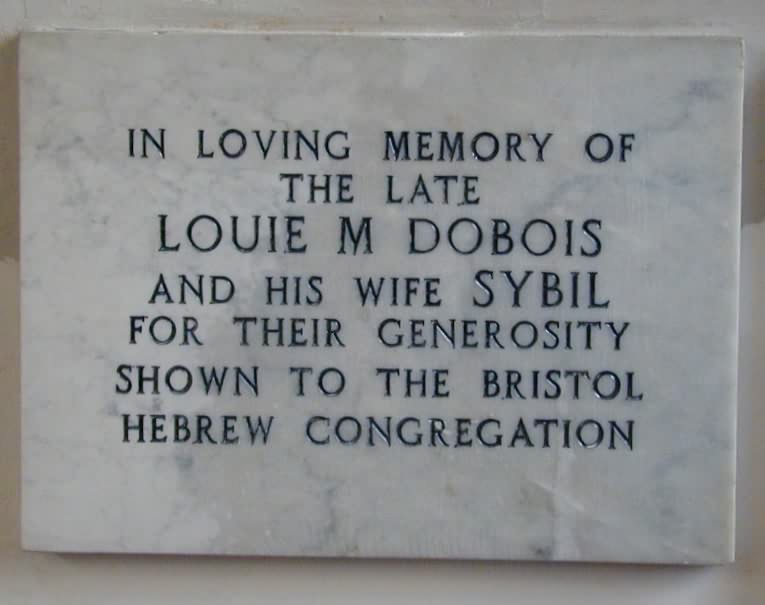 IN LOVING MEMORY OF
THE LATE
LOUIE M DOBOIS
AND HIS WIFE SYBIL
FOR THEIR GENEROSITY
SHOWN TO THE BRISTOL
HEBREW CONGREGATION